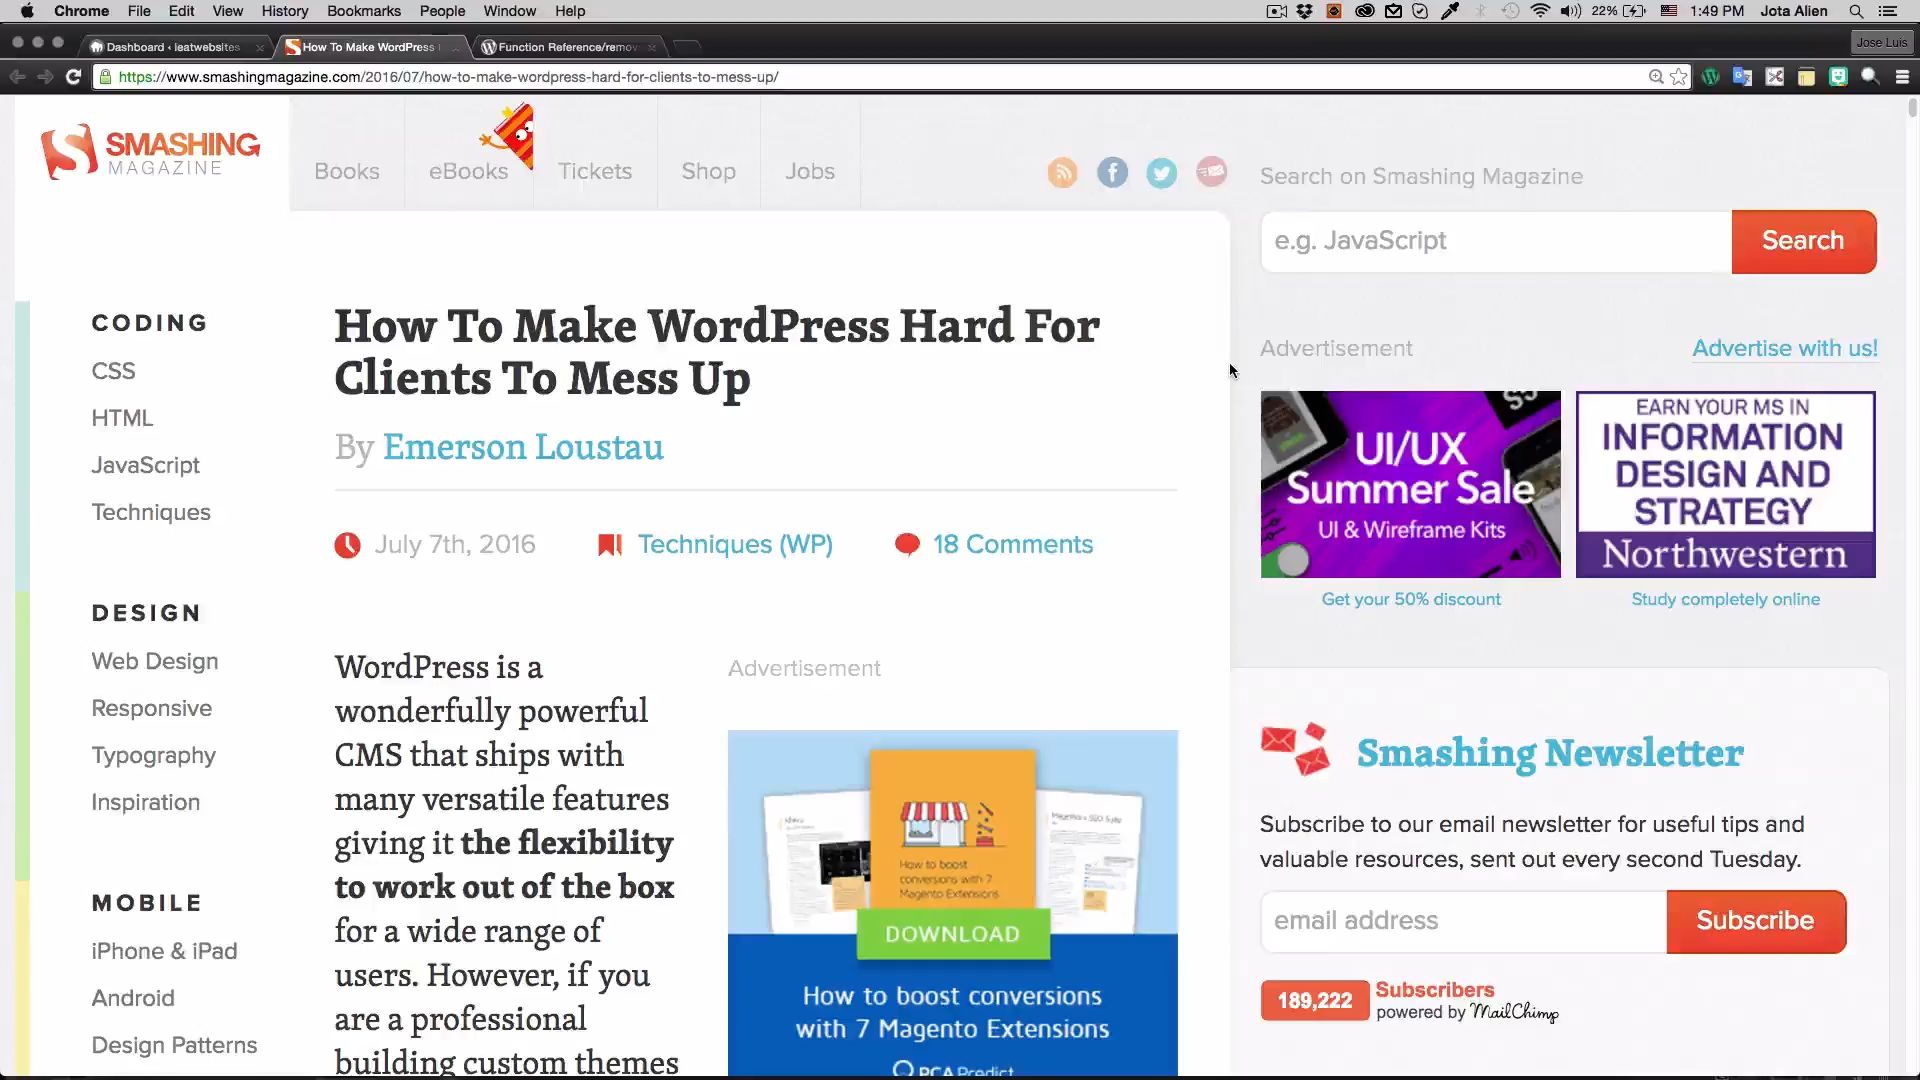 Chrome File Edit View History Bookmarks People Window Help
22% 1:49 PM Jota Alien
Dashboard ‹ leatwebsites
How To Make WordPress
Function Reference/remov
Jose Luis
https://www.smashingmagazine.com/2016/07/how-to-make-wordpress-hard-for-clients-to-mess-up/
SMASHING
MAGAZINE
Books eBooks Tickets Shop Jobs
Search on Smashing Magazine
e.g. JavaScript
Search
CODING
CSS
HTML
JavaScript
Techniques
DESIGN
Web Design
Responsive
Typography
Inspiration
MOBILE
iPhone & iPad
Android
Design Patterns
How To Make WordPress Hard For
Clients To Mess Up
By Emerson Loustau
July 7th, 2016
Techniques (WP)
18 Comments
WordPress is a
wonderfully powerful
CMS that ships with
many versatile features
giving it the flexibility
to work out of the box
for a wide range of
users. However, if you
are a professional
building custom themes
Advertisement
How to boost
conversions with 7
Magento Extensions
DOWNLOAD
How to boost conversions
with 7 Magento Extensions
PCA Predict
Advertisement
Advertise with us!
UI/UX
Summer Sale
UI & Wireframe Kits
Get your 50% discount
EARN YOUR MS IN
INFORMATION
DESIGN AND
STRATEGY
Northwestern
Study completely online
Smashing Newsletter
Subscribe to our email newsletter for useful tips and
valuable resources, sent out every second Tuesday.
email address
Subscribe
189,222
Subscribers
powered by MailChimp